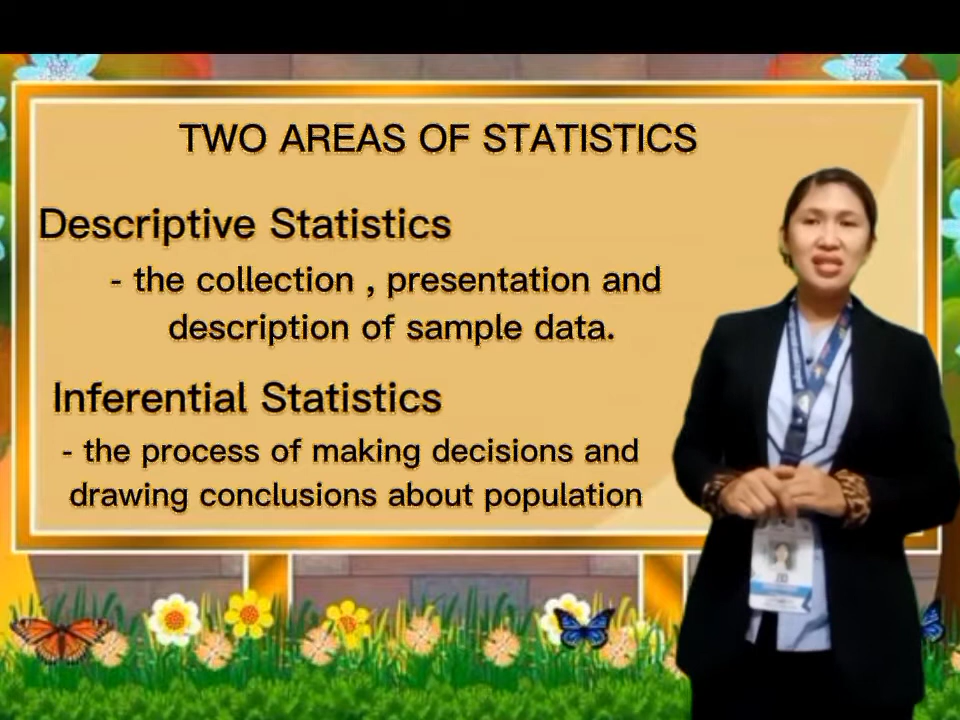 TWO AREAS OF STATISTICS
Descriptive Statistics
- the collection , presentation and
description of sample data.
Inferential Statistics
- the process of making decisions and
drawing conclusions about population